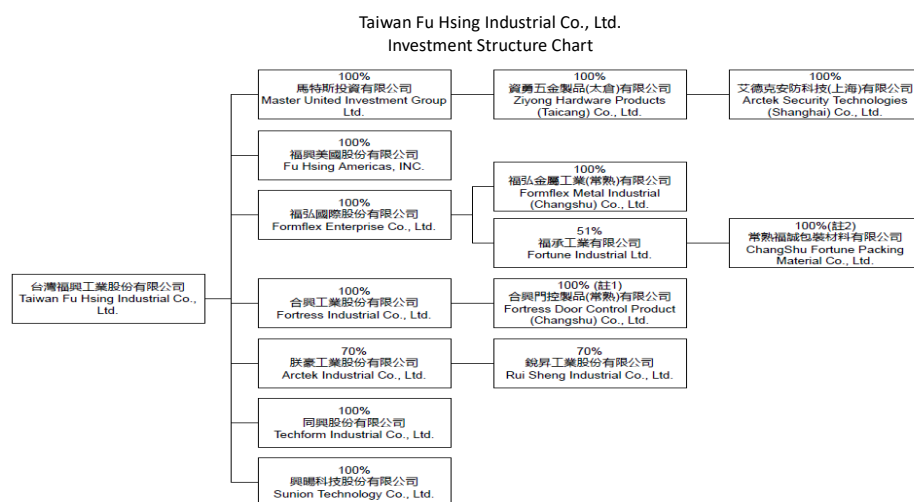 Taiwan Fu Hsing Industrial Co., Ltd.
Investment Structure Chart
100%
馬特斯投資有限公司
Master United Investment Group
Ltd.
100%
資勇五金製品(太倉)有限公司
Ziyong Hardware Products
(Taicang) Co., Ltd.
100%
艾德克安防科技(上海)有限公司
Arctek Security Technologies
(Shanghai) Co., Ltd.
100%
福興美國股份有限公司
Fu Hsing Americas, INC.
100%
福弘國際股份有限公司
Formflex Enterprise Co., Ltd.
100%
福弘金屬工業(常熟)有限公司
Formflex Metal Industrial
(Changshu) Co., Ltd.
51%
福承工業有限公司
Fortune Industrial Ltd.
100%(註2)
常熟福誠包裝材料有限公司
ChangShu Fortune Packing
Material Co., Ltd.
台灣福興工業股份有限公司
Taiwan Fu Hsing Industrial Co.,
Ltd.
100%
合興工業股份有限公司
Fortress Industrial Co., Ltd.
100% (註1)
合興門控製品(常熟)有限公司
Fortress Door Control Product
(Changshu) Co., Ltd.
70%
朕豪工業股份有限公司
Arctek Industrial Co., Ltd.
70%
銳昇工業股份有限公司
Rui Sheng Industrial Co., Ltd.
100%
同興股份有限公司
Techform Industrial Co., Ltd.
100%
興暘科技股份有限公司
Sunion Technology Co., Ltd.